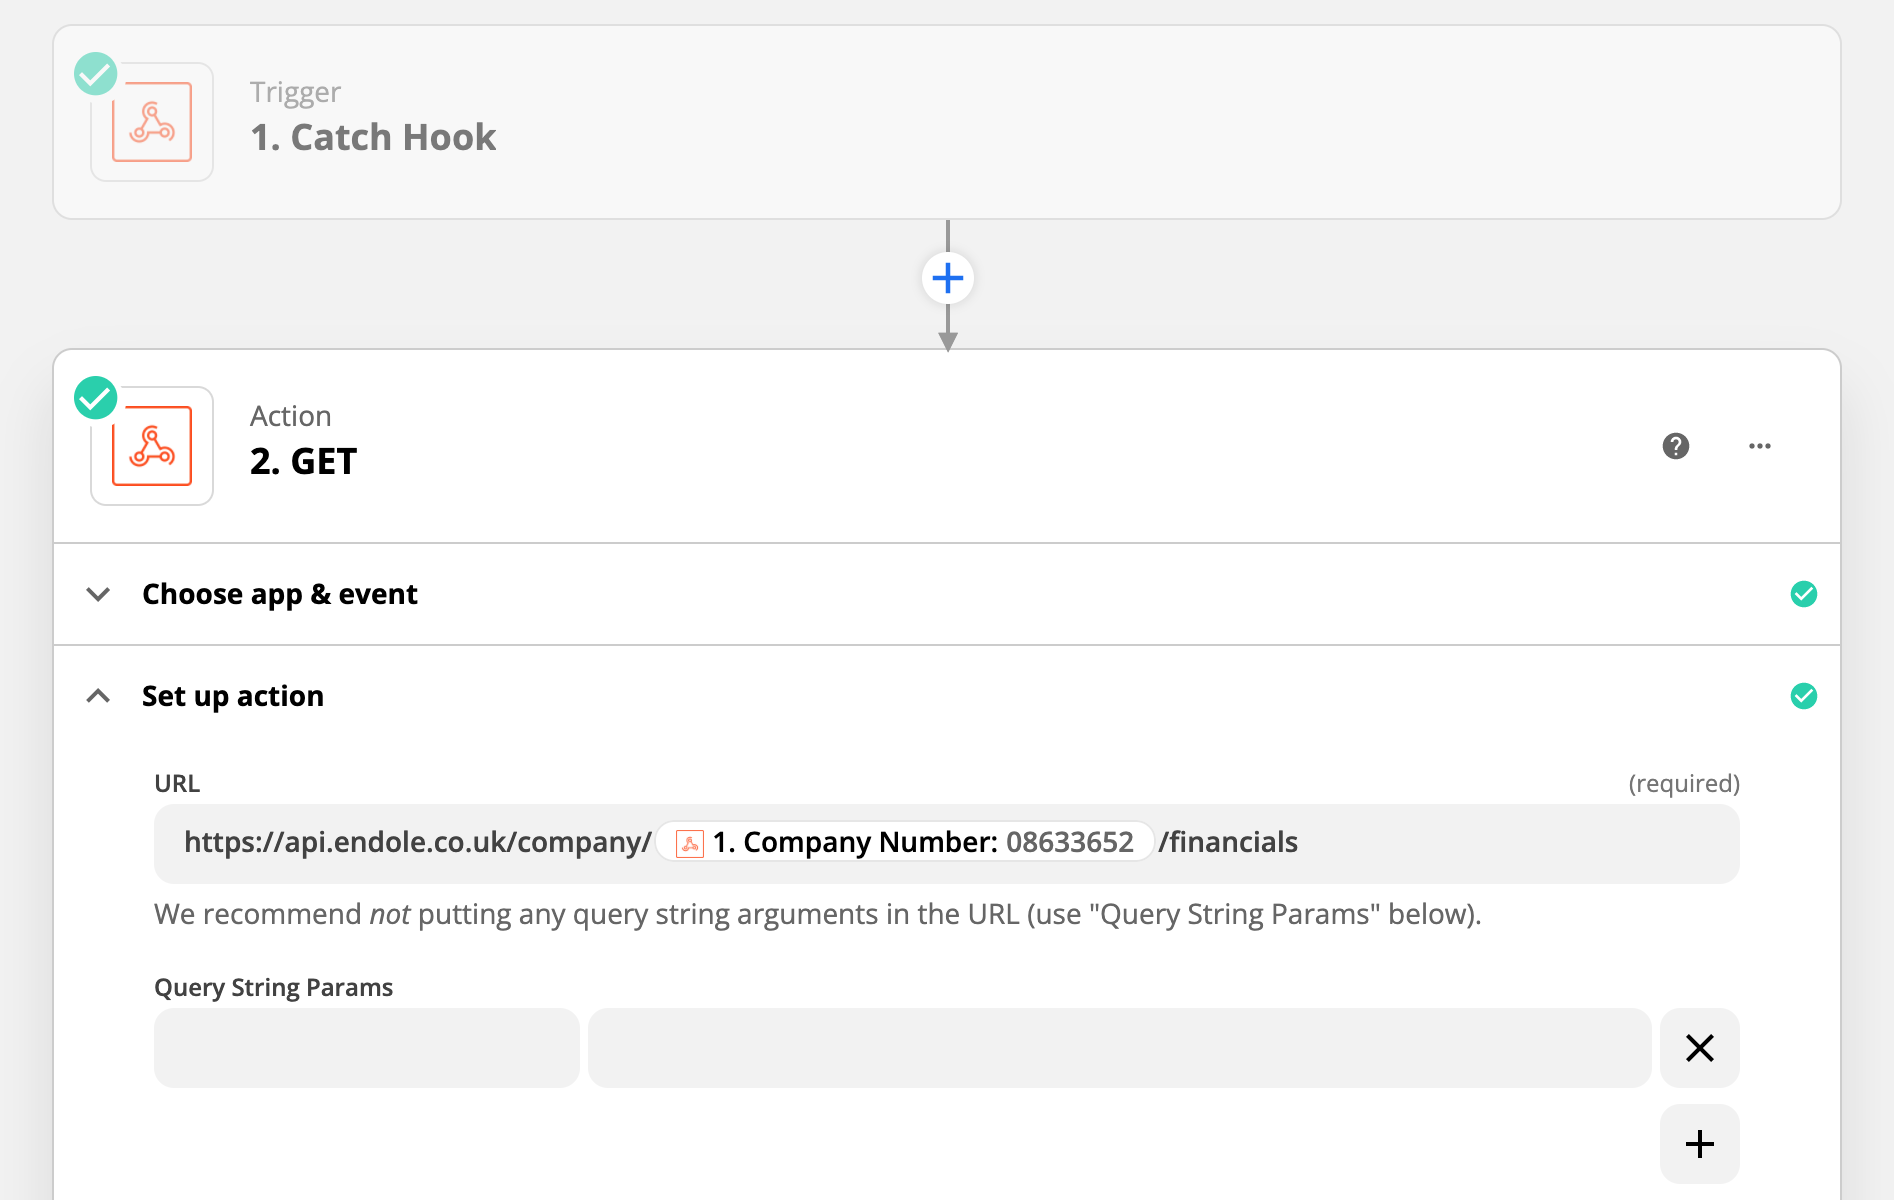 Trigger
1. Catch Hook
Action
2. GET
Choose app & event
Set up action
URL
(required)
https://api.endole.co.uk/company/ 1. Company Number: 08633652 /financials
We recommend not putting any query string arguments in the URL (use "Query String Params" below).
Query String Params